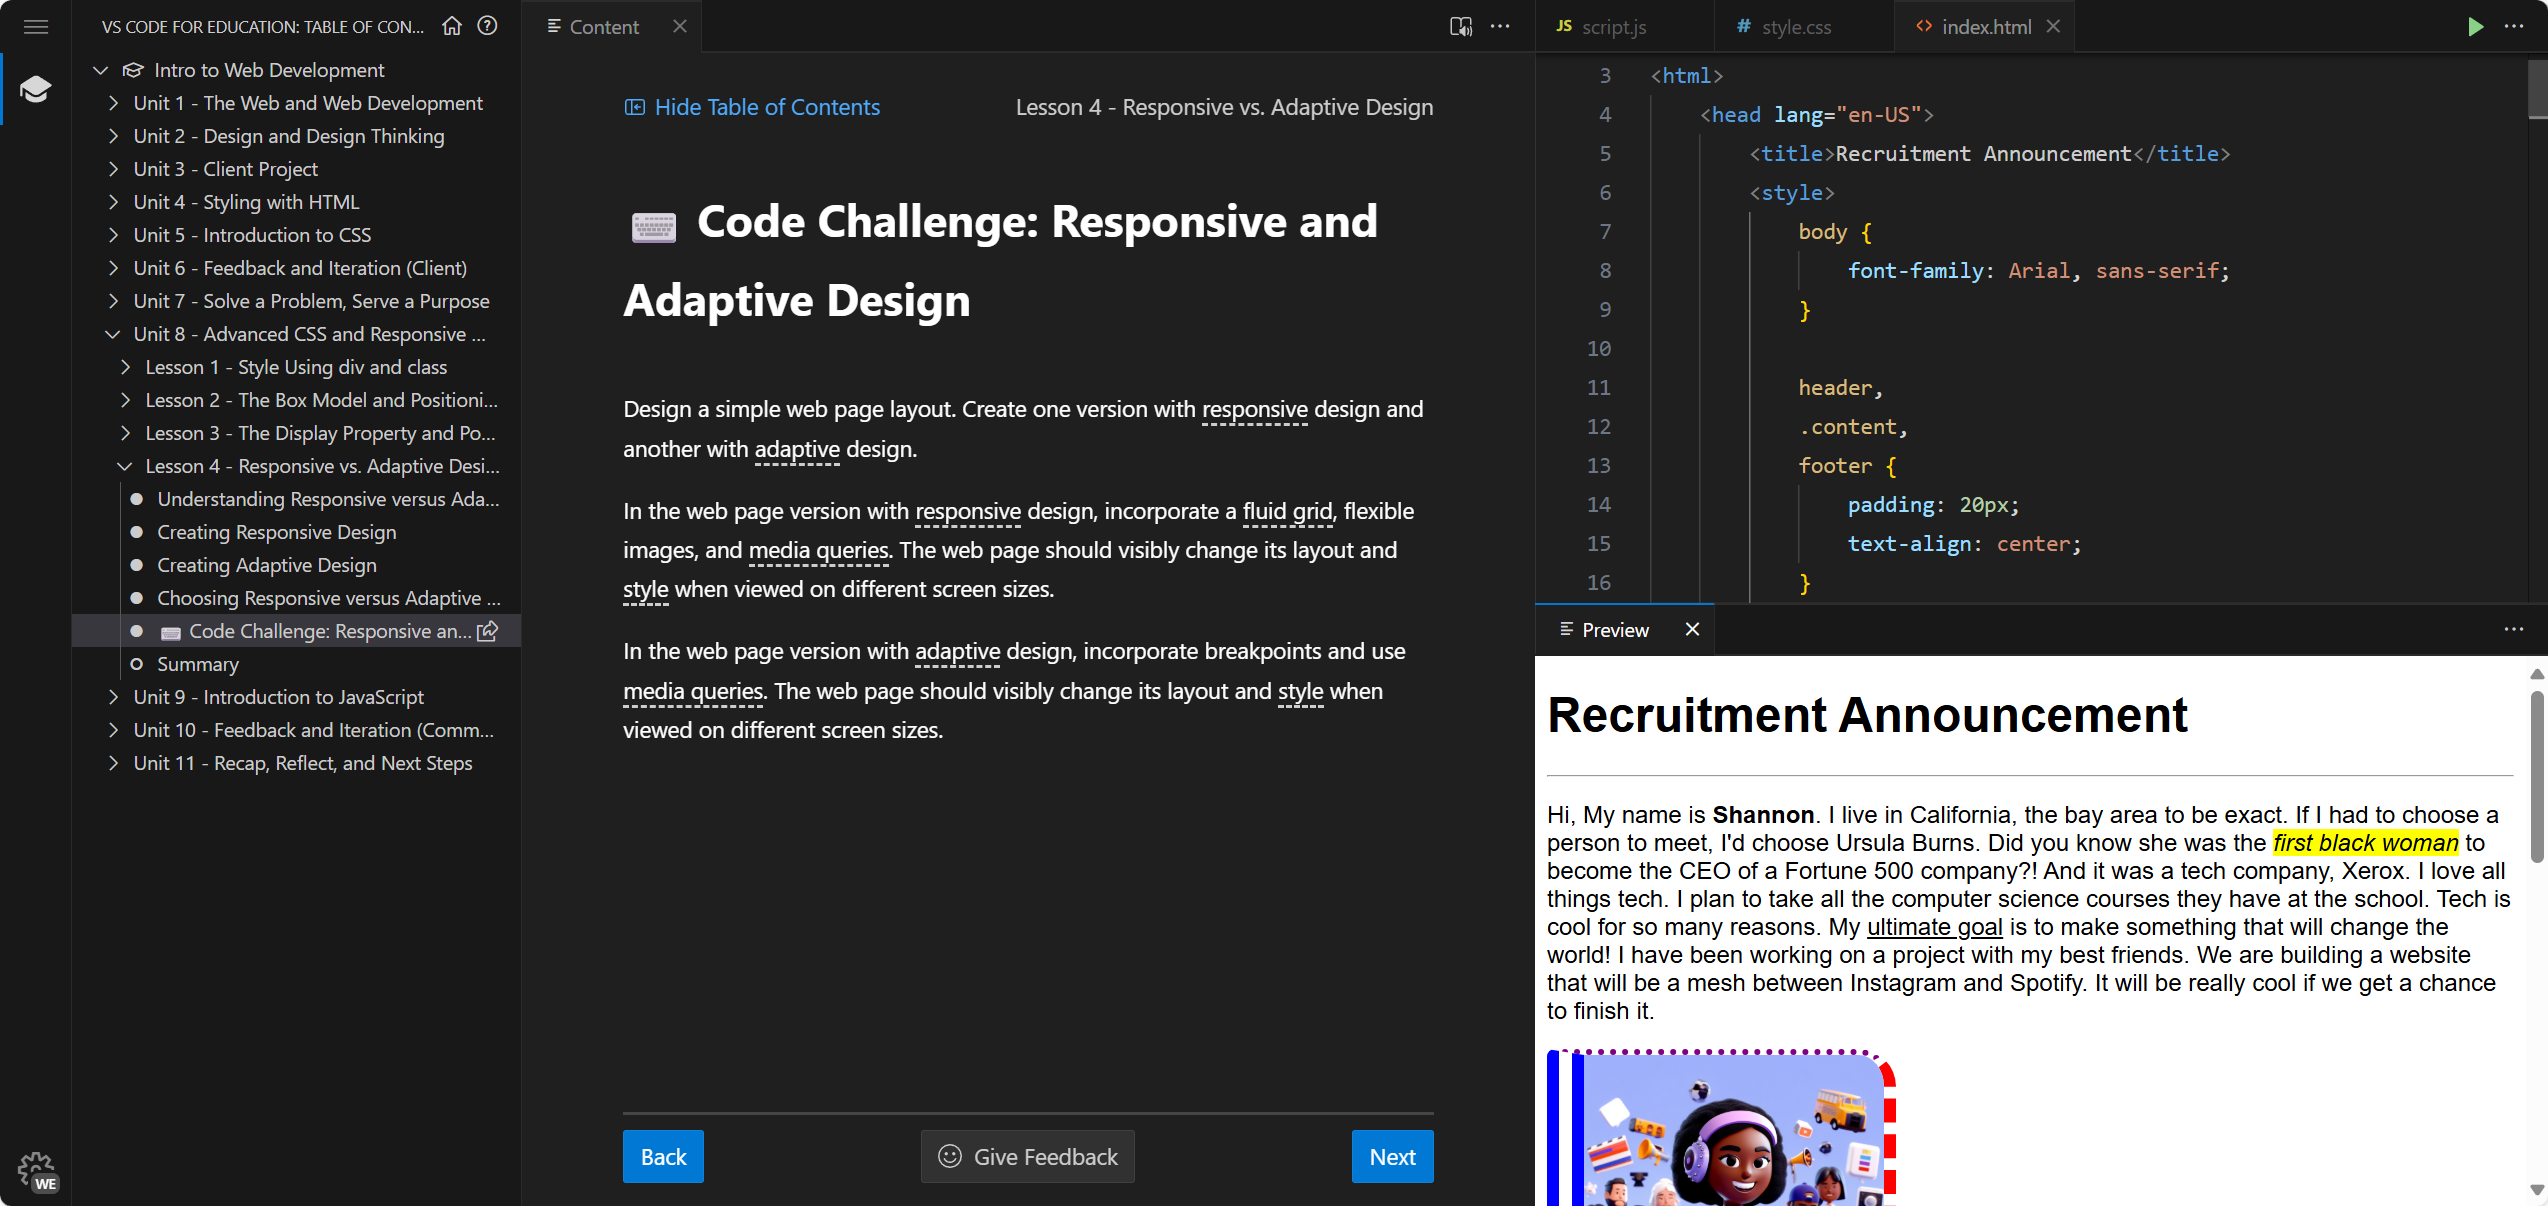 VS CODE FOR EDUCATION: TABLE OF CON...
Intro to Web Development
Unit 1 - The Web and Web Development
Unit 2 - Design and Design Thinking
Unit 3 - Client Project
Unit 4 - Styling with HTML
Unit 5 - Introduction to CSS
Unit 6 - Feedback and Iteration (Client)
Unit 7 - Solve a Problem, Serve a Purpose
Unit 8 - Advanced CSS and Responsive ...
Lesson 1 - Style Using div and class
Lesson 2 - The Box Model and Positioni...
Lesson 3 - The Display Property and Po...
Lesson 4 - Responsive vs. Adaptive Desi...
Understanding Responsive versus Ada...
Creating Responsive Design
Creating Adaptive Design
Choosing Responsive versus Adaptive ...
Code Challenge: Responsive an...
Summary
Unit 9 - Introduction to JavaScript
Unit 10 - Feedback and Iteration (Comm...
Unit 11 - Recap, Reflect, and Next Steps
WE
Content
Hide Table of Contents
Lesson 4 - Responsive vs. Adaptive Design
Code Challenge: Responsive and
Adaptive Design
Design a simple web page layout. Create one version with responsive design and
another with adaptive design.
In the web page version with responsive design, incorporate a fluid grid, flexible
images, and media queries. The web page should visibly change its layout and
style when viewed on different screen sizes.
In the web page version with adaptive design, incorporate breakpoints and use
media queries. The web page should visibly change its layout and style when
viewed on different screen sizes.
Back
Give Feedback
Next
JS script.js
# style.css
<> index.html
3 <html>
4 <head lang="en-US">
5 <title>Recruitment Announcement</title>
6 <style>
7 body {
8 font-family: Arial, sans-serif;
9 }
10
11 header,
12 .content,
13 footer {
14 padding: 20px;
15 text-align: center;
16 }
Preview
Recruitment Announcement
Hi, My name is Shannon. I live in California, the bay area to be exact. If I had to choose a
person to meet, I'd choose Ursula Burns. Did you know she was the first black woman to
become the CEO of a Fortune 500 company?! And it was a tech company, Xerox. I love all
things tech. I plan to take all the computer science courses they have at the school. Tech is
cool for so many reasons. My ultimate goal is to make something that will change the
world! I have been working on a project with my best friends. We are building a website
that will be a mesh between Instagram and Spotify. It will be really cool if we get a chance
to finish it.